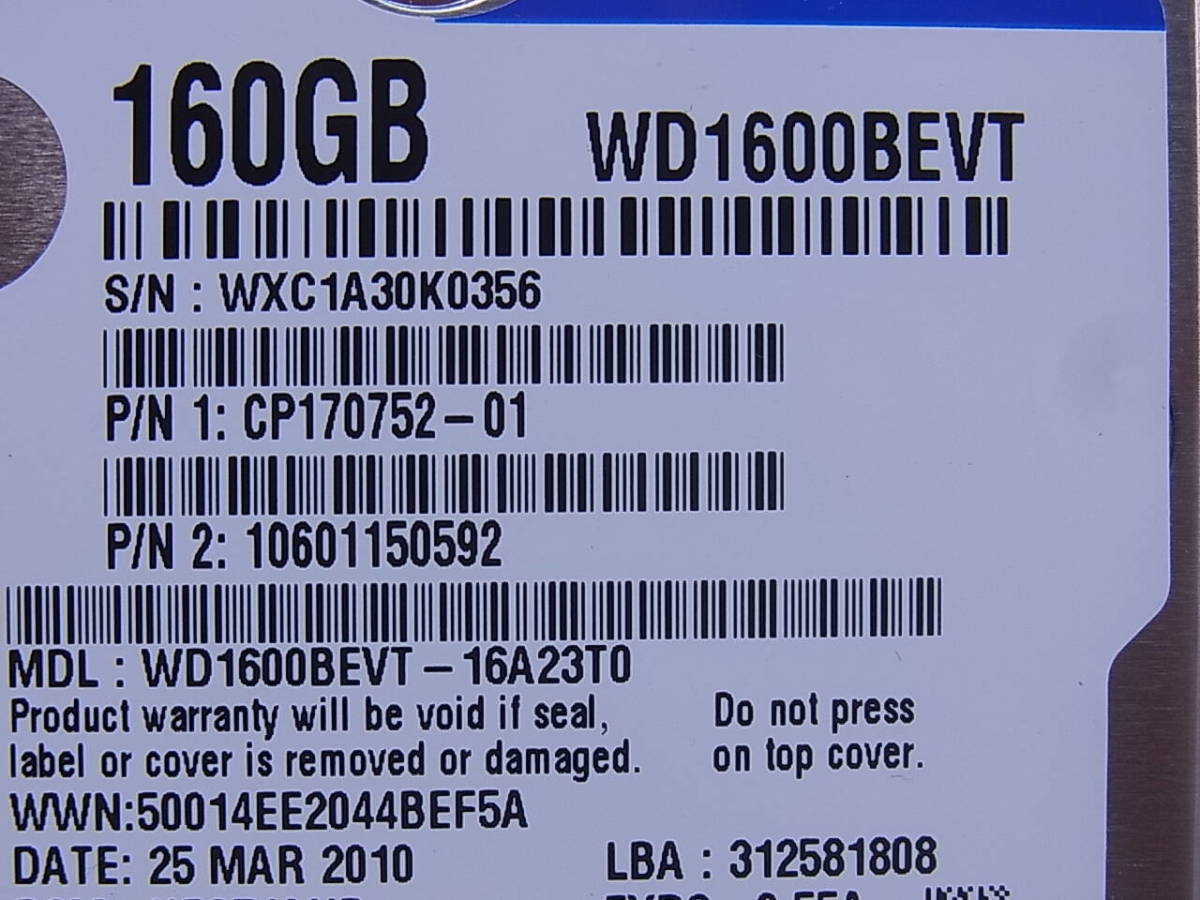 160GB WD1600BEVT
S/N : WXC1A30K0356
P/N 1: CP170752-01
P/N 2: 10601150592
MDL : WD1600BEVT-16A23T0
Product warranty will be void if seal, Do not press
label or cover is removed or damaged. on top cover.
WWN:50014EE2044BEF5A
DATE: 25 MAR 2010 LBA : 312581808